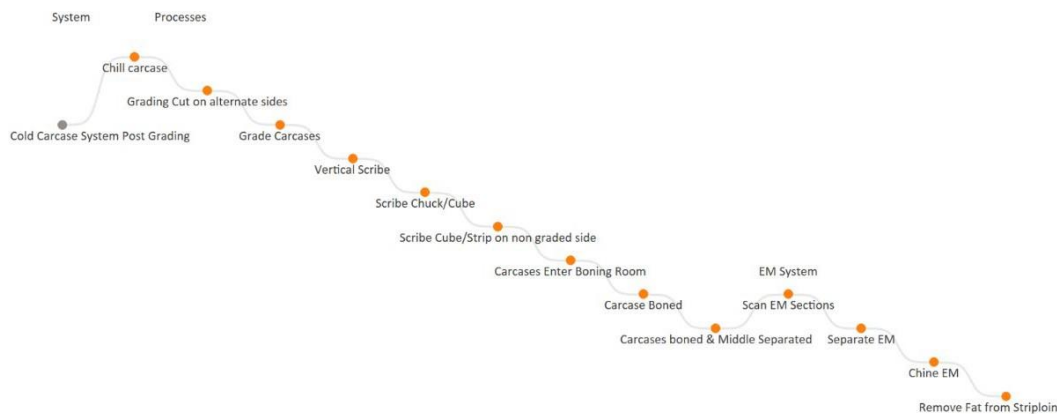 System
Processes
Chill carcase
Grading Cut on alternate sides
Cold Carcase System Post Grading
Grade Carcases
Vertical Scribe
Scribe Chuck/Cube
Scribe Cube/Strip on non graded side
Carcases Enter Boning Room
EM System
Carcase Boned
Scan EM Sections
Carcases boned & Middle Separated
Separate EM
Chine EM
Remove Fat from Striploin